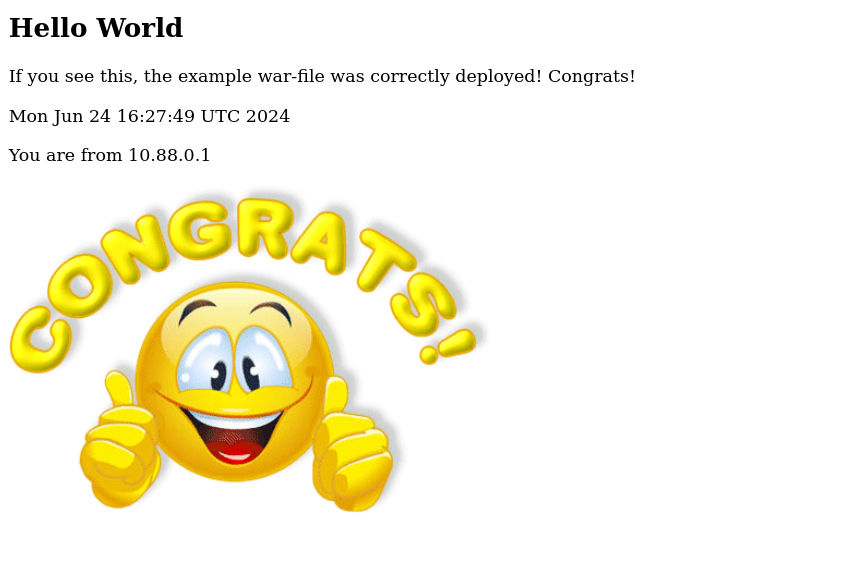 Hello World
If you see this, the example war-file was correctly deployed! Congrats!
Mon Jun 24 16:27:49 UTC 2024
You are from 10.88.0.1
CONGRATS!